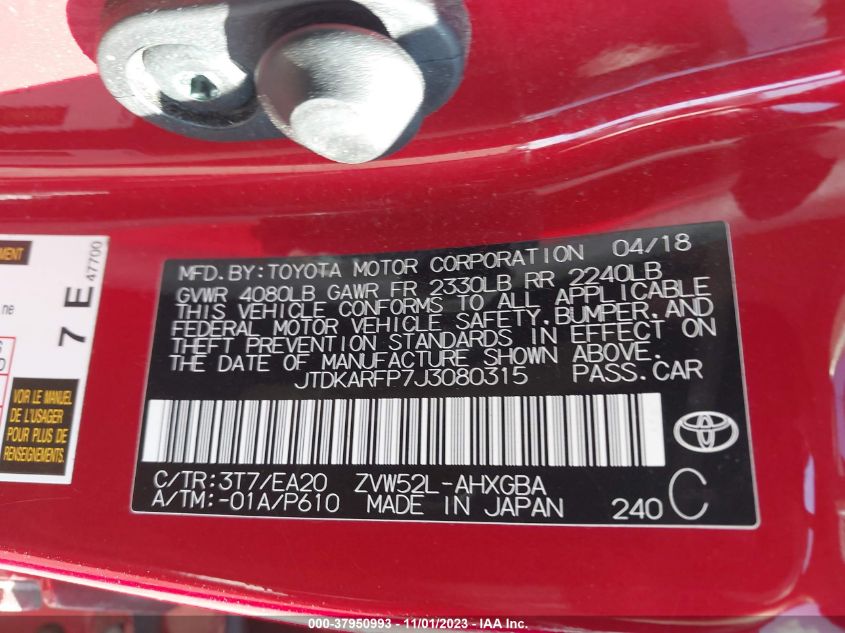 MFD. BY: TOYOTA MOTOR CORPORATION 04/18
GVWR 4080LB GAWR FR 2330LB RR 2240LB
THIS VEHICLE CONFORMS TO ALL APPLICABLE
FEDERAL MOTOR VEHICLE SAFETY, BUMPER, AND
THEFT PREVENTION STANDARDS IN EFFECT ON
THE DATE OF MANUFACTURE SHOWN ABOVE.
JTDKARFP7J3080315 PASS. CAR
C/TR: 3T7/EA20 ZVW52L-AHXGBA
A/TM: -01A/P610 MADE IN JAPAN 240 C
7 E
47700
MENT
ne
VOIR LE MANUEL
DE L'USAGER
POUR PLUS DE
RENSEIGNEMENTS.
000-37950993 - 11/01/2023 - IAA Inc.